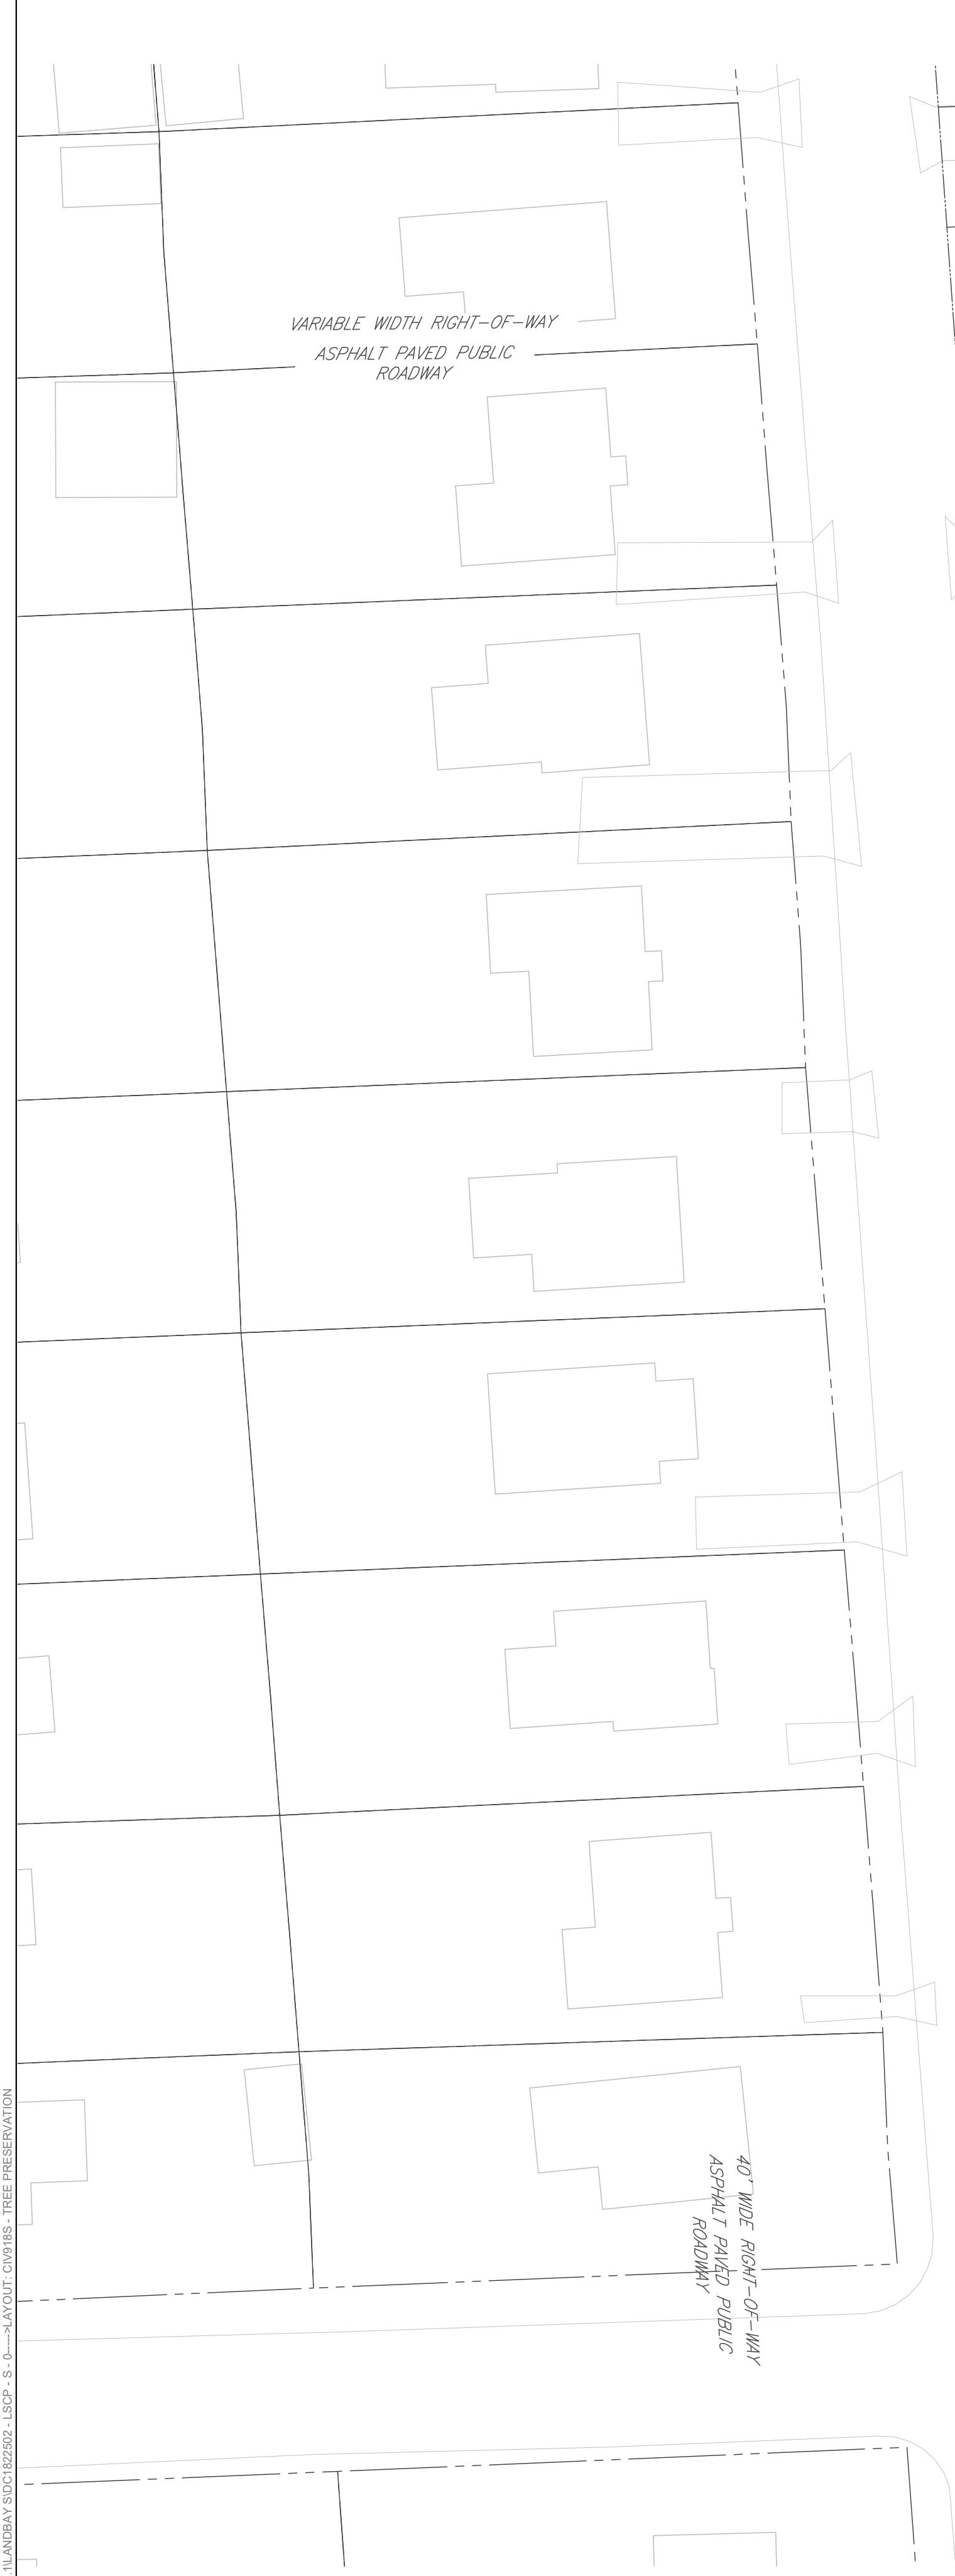 VARIABLE WIDTH RIGHT-OF-WAY
ASPHALT PAVED PUBLIC
ROADWAY
40' WIDE RIGHT-OF-WAY
ASPHALT PAVED PUBLIC
ROADWAY
.1\LANDBAY S\DC1822502 - LSCP - S - 0----->LAYOUT: CIV918S - TREE PRESERVATION